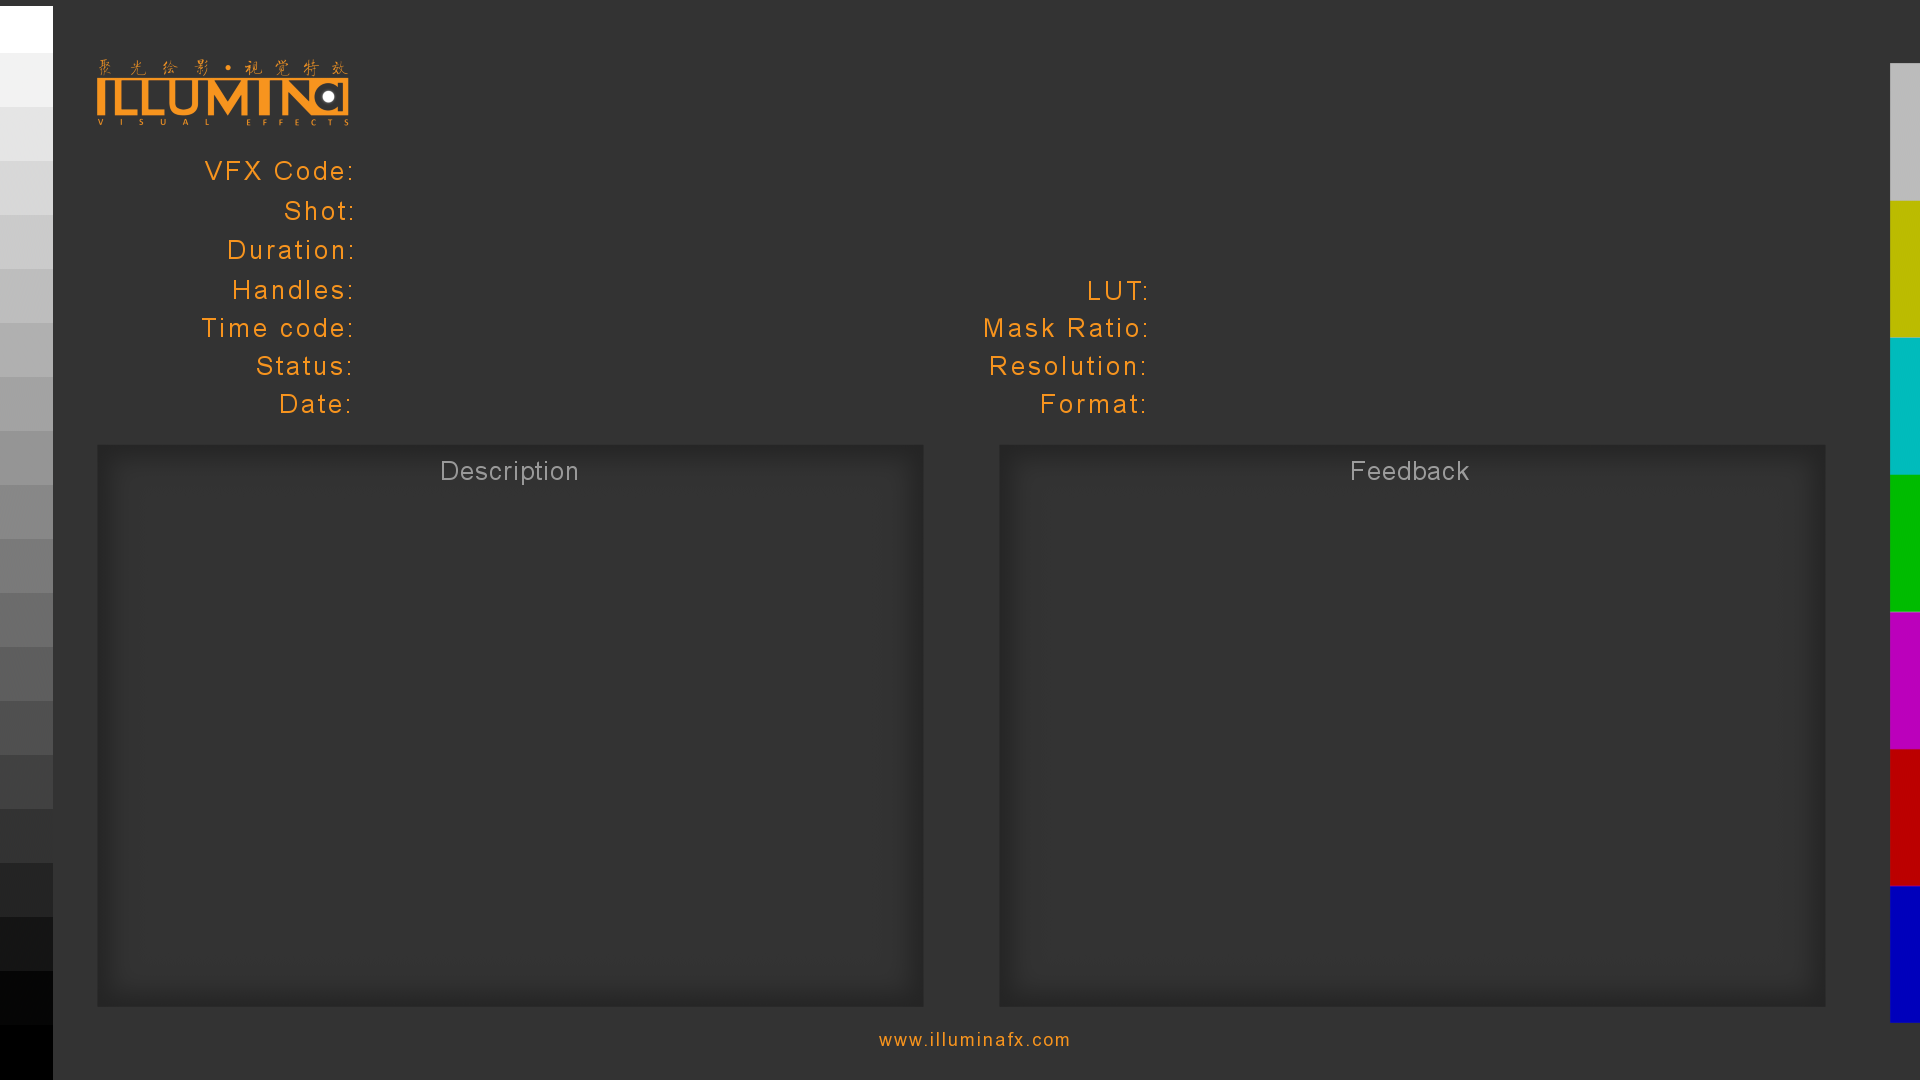 聚光绘影•视觉特效
ILLUMINa
VISUAL EFFECTS
VFX Code:
Shot:
Duration:
Handles:
LUT:
Time code:
Mask Ratio:
Status:
Resolution:
Date:
Format:
Description
Feedback
www.illuminafx.com